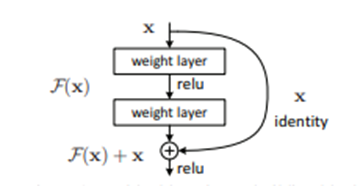 x
weight layer
F(x)
relu
x
weight layer
identity
F(x) + x
relu